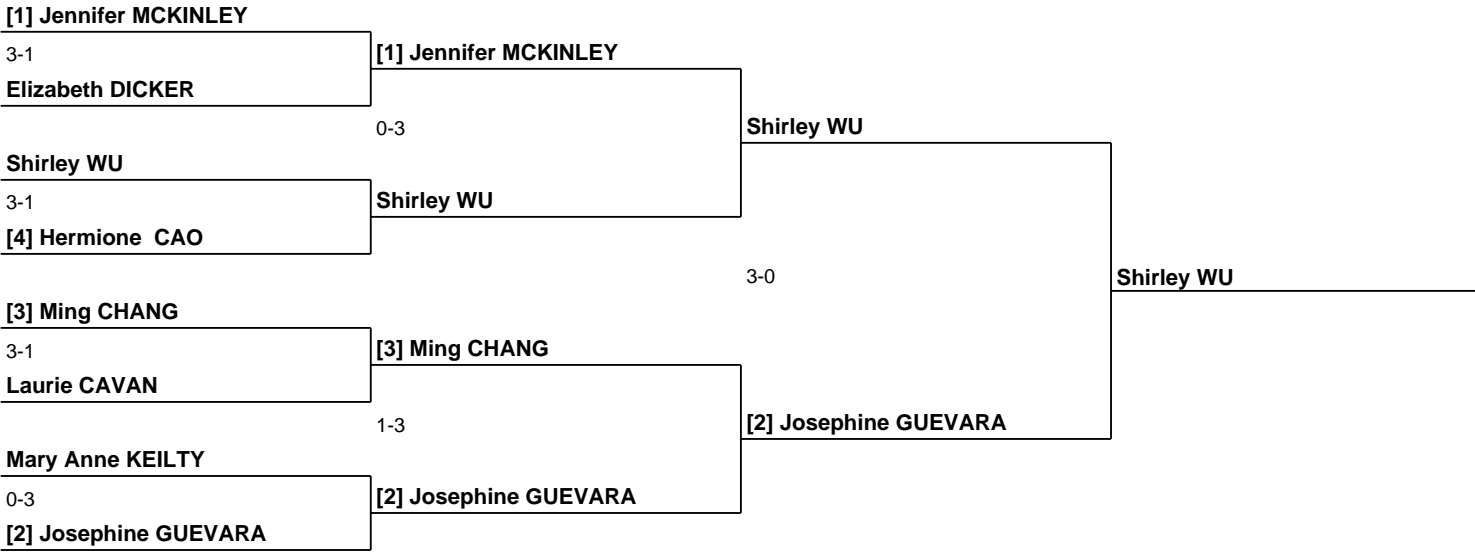 [1] Jennifer MCKINLEY
3-1
[1] Jennifer MCKINLEY
Elizabeth DICKER
0-3
Shirley WU
Shirley WU
3-1
Shirley WU
[4] Hermione  CAO
3-0
Shirley WU
[3] Ming CHANG
3-1
[3] Ming CHANG
Laurie CAVAN
1-3
[2] Josephine GUEVARA
Mary Anne KEILTY
0-3
[2] Josephine GUEVARA
[2] Josephine GUEVARA